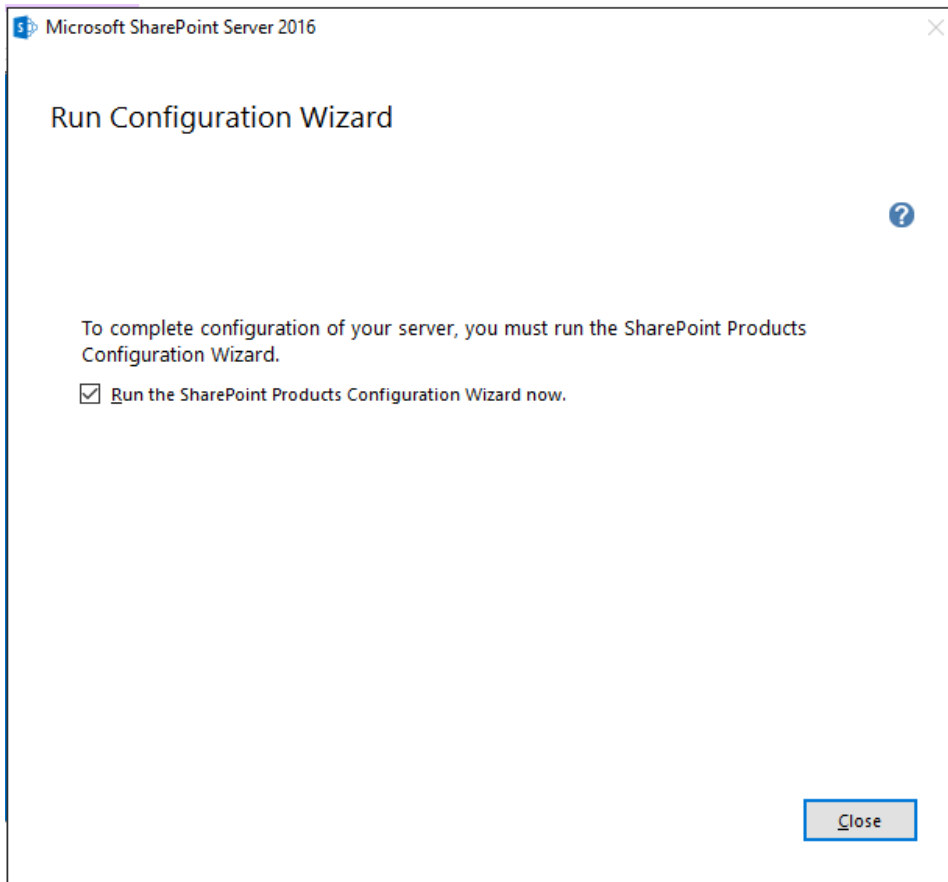 Microsoft SharePoint Server 2016
Run Configuration Wizard
?
To complete configuration of your server, you must run the SharePoint Products
Configuration Wizard.
Run the SharePoint Products Configuration Wizard now.
Close